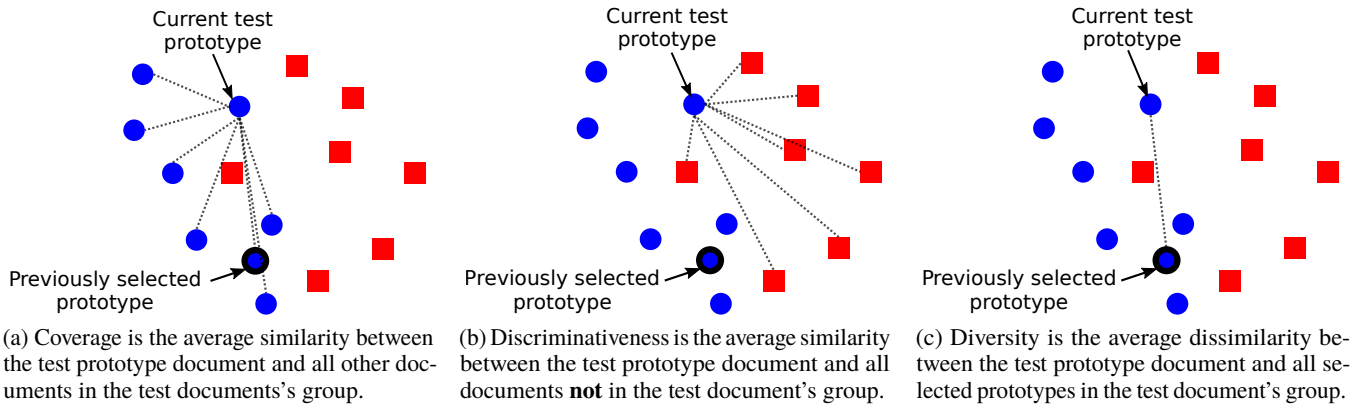 Current test
prototype
Previously selected
prototype
(a) Coverage is the average similarity between
the test prototype document and all other doc-
uments in the test documents's group.
Current test
prototype
Previously selected
prototype
(b) Discriminativeness is the average similarity
between the test prototype document and all
documents not in the test document's group.
Current test
prototype
Previously selected
prototype
(c) Diversity is the average dissimilarity be-
tween the test prototype document and all se-
lected prototypes in the test document's group.